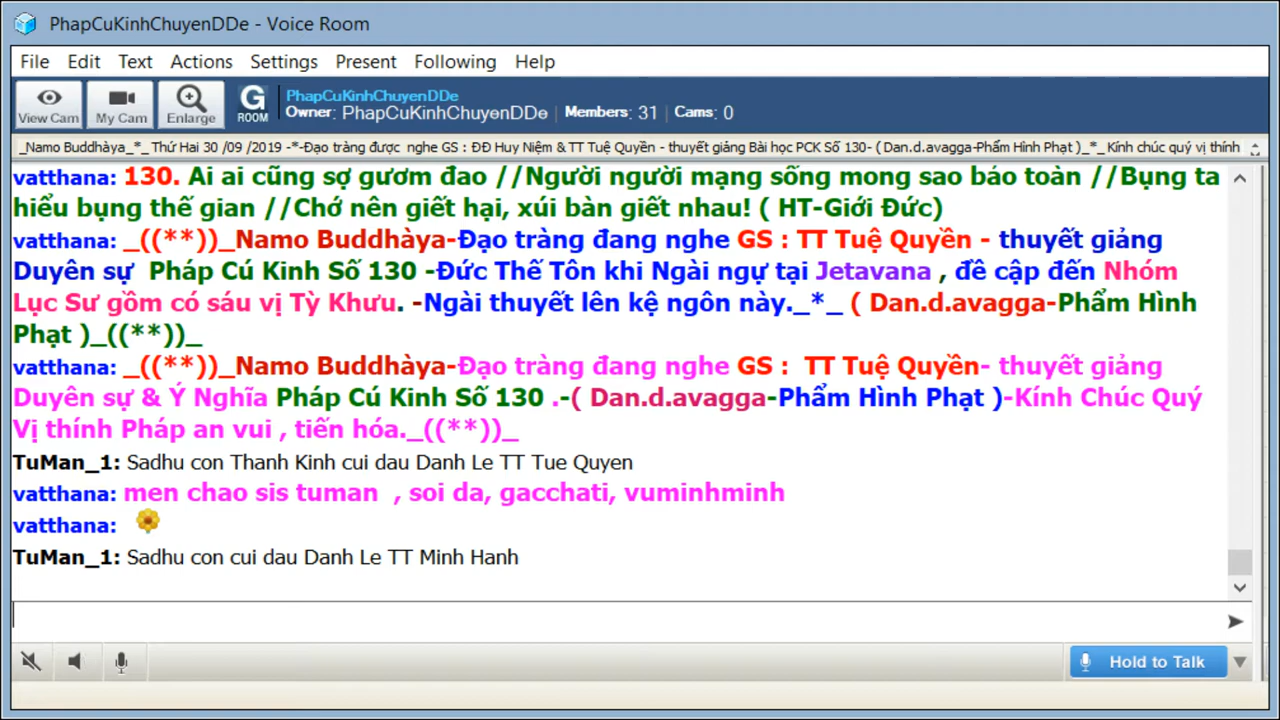 PhapCuKinhChuyenDDe - Voice Room
File Edit Text Actions Settings Present Following Help
View Cam My Cam Enlarge G ROOM
PhapCuKinhChuyenDDe
Owner: PhapCuKinhChuyenDDe | Members: 31 | Cams: 0
_Namo Buddhàya_*_ Thứ Hai 30 /09 /2019 -*-Đạo tràng được nghe GS : ĐĐ Huy Niệm & TT Tuệ Quyền - thuyết giảng Bài học PCK Số 130- ( Dan.d.avagga-Phẩm Hình Phạt )_*_ Kính chúc quý vị thính
vatthana: 130. Ai ai cũng sợ gươm đao //Người người mạng sống mong sao báo toàn //Bụng ta
hiểu bụng thế gian //Chớ nên giết hại, xúi bàn giết nhau! ( HT-Giới Đức)
vatthana: _((**))_Namo Buddhàya-Đạo tràng đang nghe GS : TT Tuệ Quyền - thuyết giảng
Duyên sự Pháp Cú Kinh Số 130 -Đức Thế Tôn khi Ngài ngự tại Jetavana , đề cập đến Nhóm
Lục Sư gồm có sáu vị Tỳ Khưu. -Ngài thuyết lên kệ ngôn này._*_ ( Dan.d.avagga-Phẩm Hình
Phạt )_((**))_
vatthana: _((**))_Namo Buddhàya-Đạo tràng đang nghe GS : TT Tuệ Quyền- thuyết giảng
Duyên sự & Ý Nghĩa Pháp Cú Kinh Số 130 .-( Dan.d.avagga-Phẩm Hình Phạt )-Kính Chúc Quý
Vị thính Pháp an vui , tiến hóa._((**))_
TuMan_1: Sadhu con Thanh Kinh cui dau Danh Le TT Tue Quyen
vatthana: men chao sis tuman , soi da, gacchati, vuminhminh
vatthana:
TuMan_1: Sadhu con cui dau Danh Le TT Minh Hanh
Hold to Talk